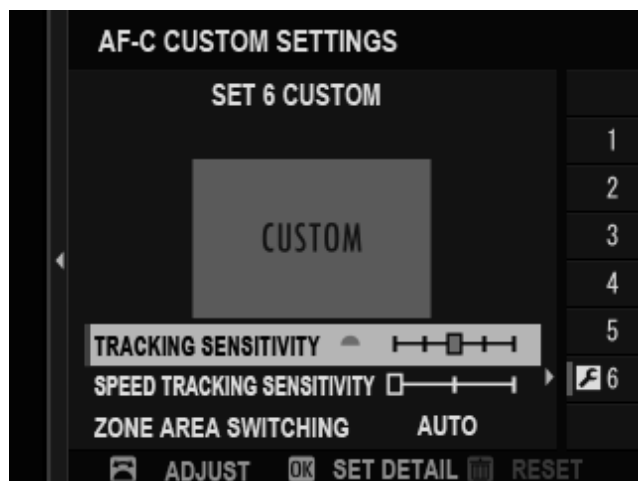 AF-C CUSTOM SETTINGS
SET 6 CUSTOM
1
2
3
CUSTOM
4
5
TRACKING SENSITIVITY
SPEED TRACKING SENSITIVITY
6
ZONE AREA SWITCHING AUTO
ADJUST OK SET DETAIL RESET